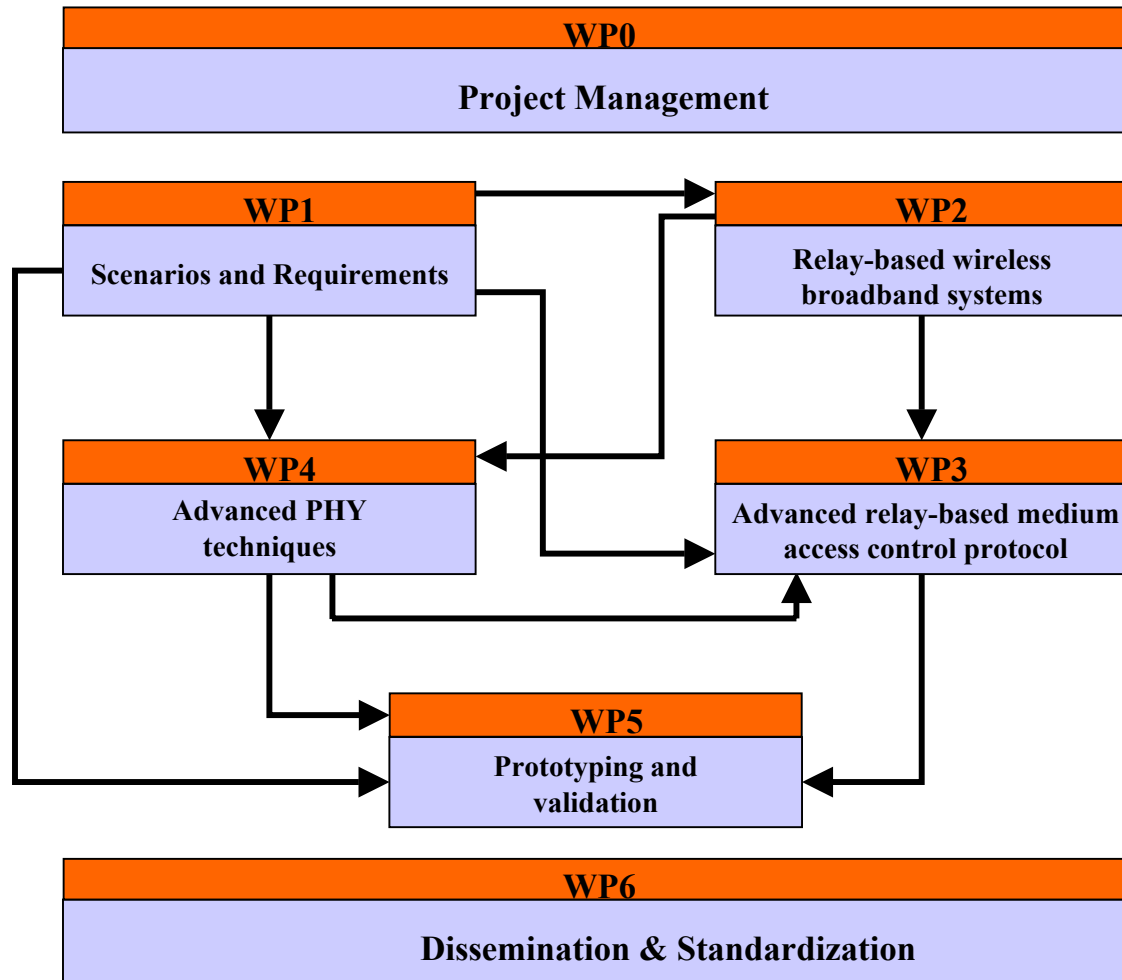 WP0
Project Management
WP1
Scenarios and Requirements
WP2
Relay-based wireless
broadband systems
WP4
Advanced PHY
techniques
WP3
Advanced relay-based medium
access control protocol
WP5
Prototyping and
validation
WP6
Dissemination & Standardization